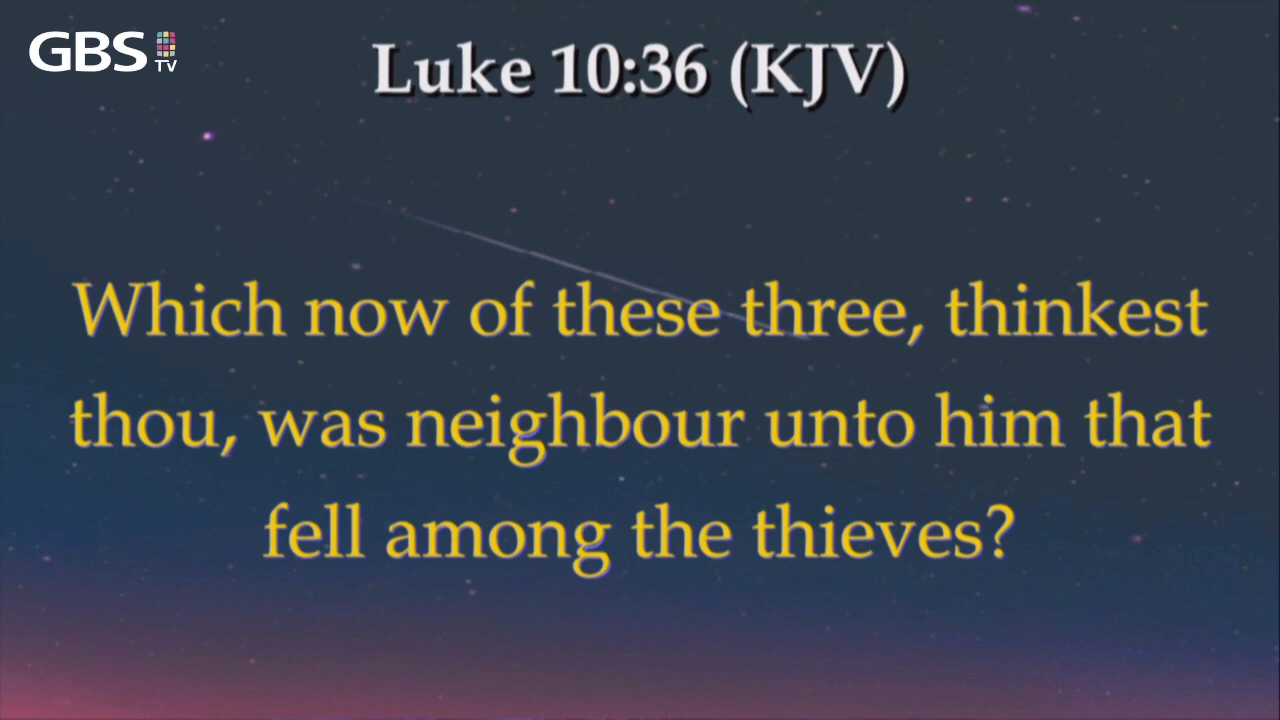 GBS TV
Luke 10:36 (KJV)
Which now of these three, thinkest
thou, was neighbour unto him that
fell among the thieves?